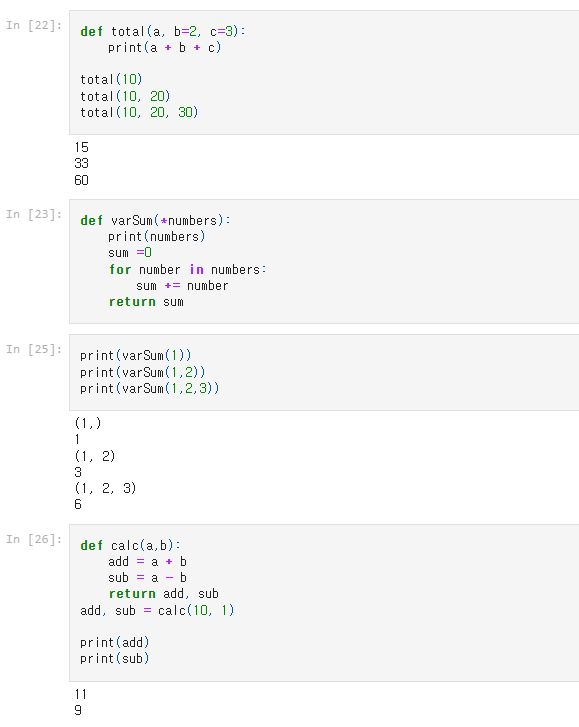 In [22]:
def total(a, b=2, c=3):
    print(a + b + c)

total(10)
total(10, 20)
total(10, 20, 30)
15
33
60
In [23]:
def varSum(*numbers):
    print(numbers)
    sum =0
    for number in numbers:
        sum += number
    return sum
In [25]:
print(varSum(1))
print(varSum(1,2))
print(varSum(1,2,3))
(1,)
1
(1, 2)
3
(1, 2, 3)
6
In [26]:
def calc(a,b):
    add = a + b
    sub = a - b
    return add, sub
add, sub = calc(10, 1)

print(add)
print(sub)
11
9